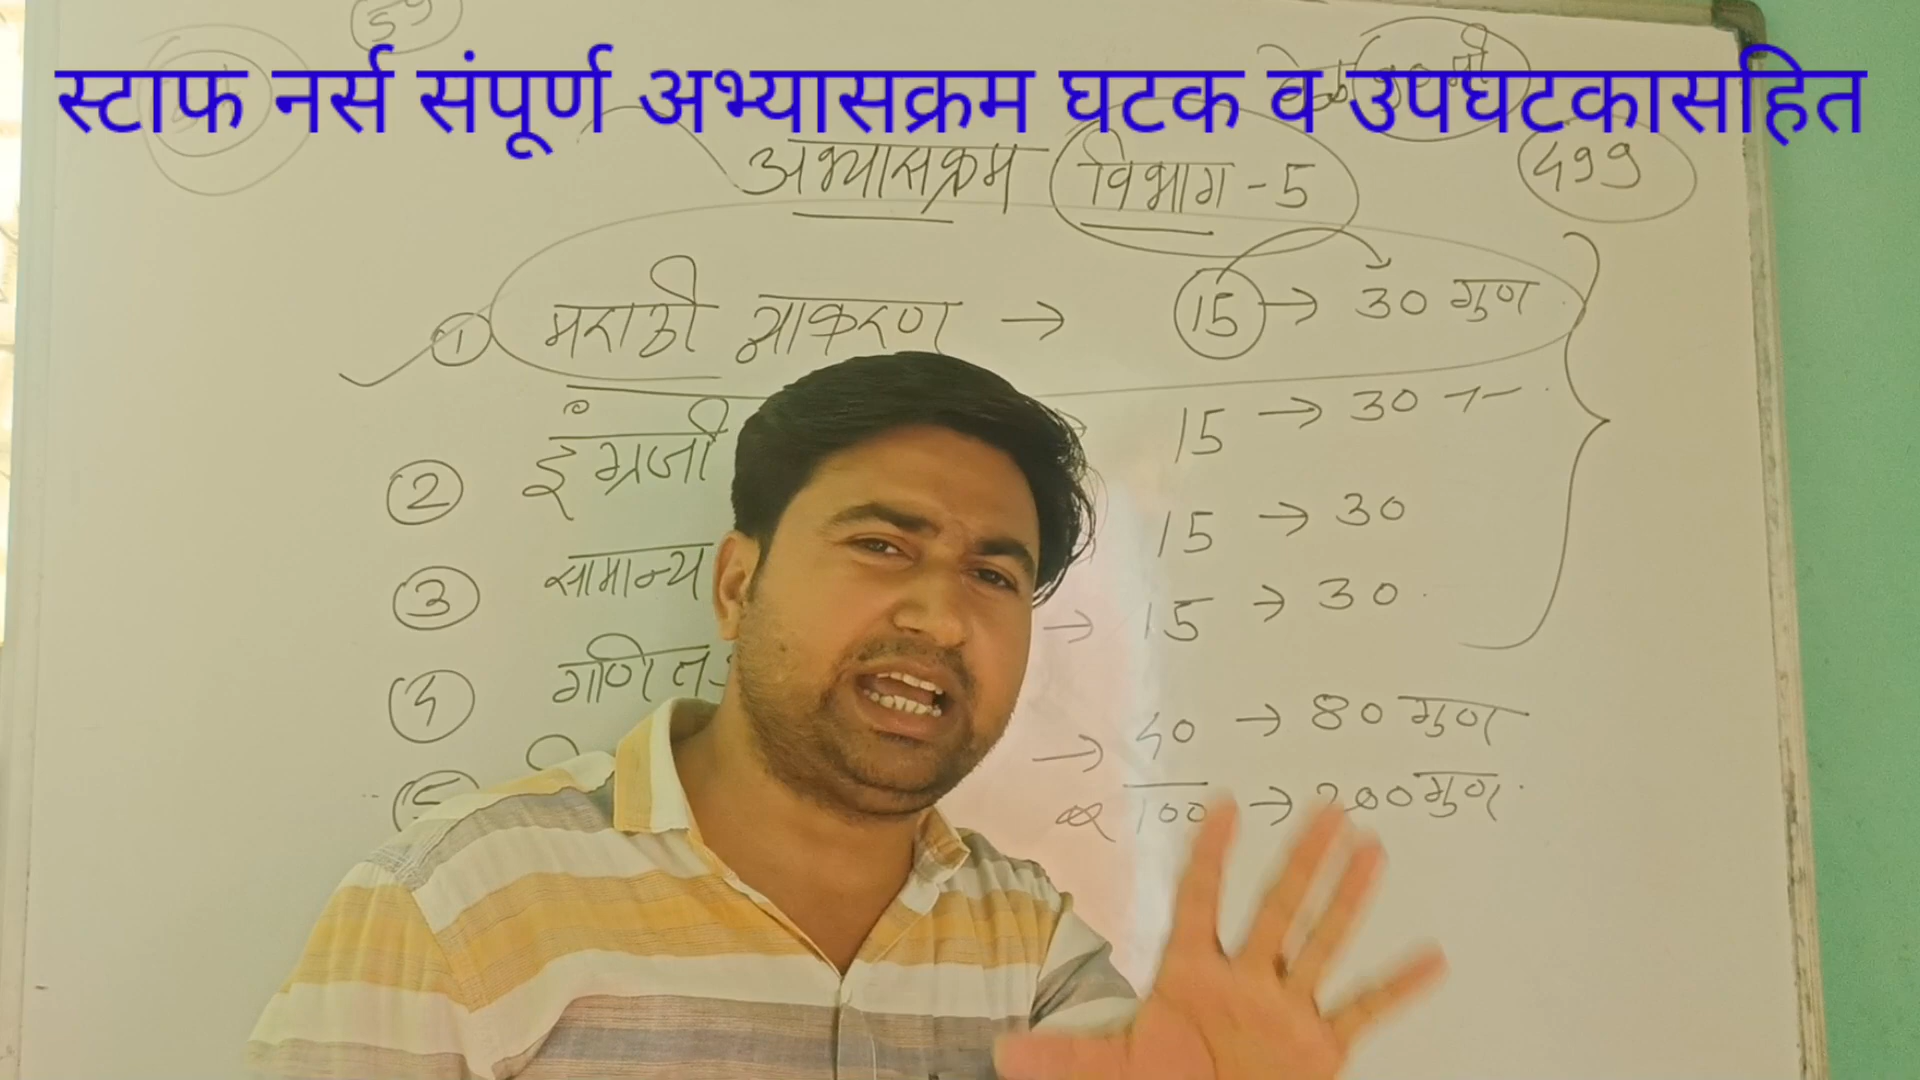 स्टाफ नर्स संपूर्ण अभ्यासक्रम घटक व उपघटकासहित
अभ्यासक्रम विभाग - 5
499
① मराठी व्याकरण → 15 → 30 गुण
② इंग्रजी 15 → 30
③ सामान्य 15 → 30
④ गणित → 15 → 30
⑤ → 40 → 80 गुण
100 → 200 गुण